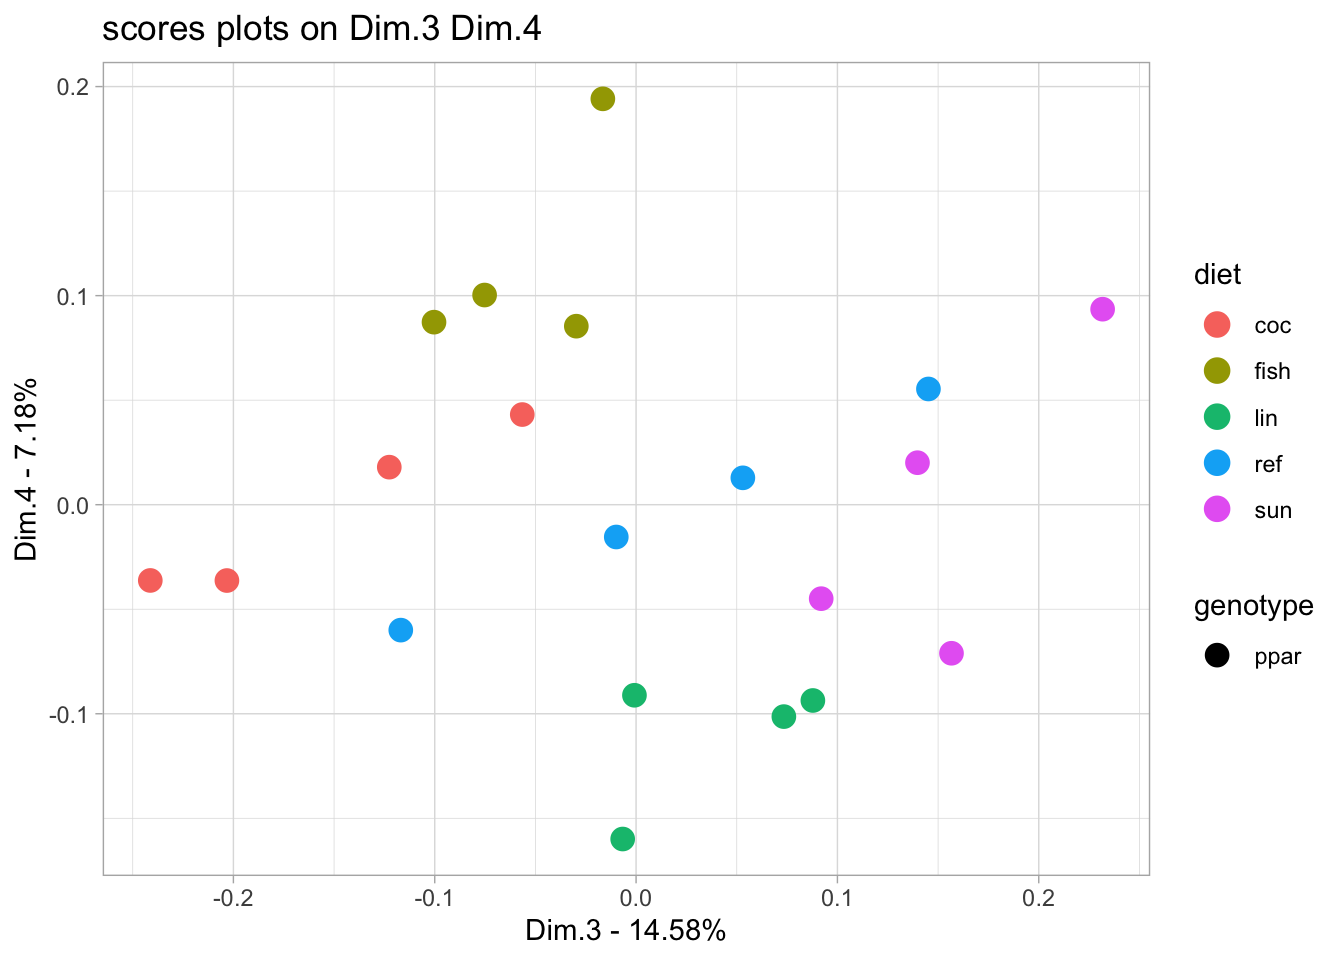 scores plots on Dim.3 Dim.4
0.2
0.1
0.0
-0.1
Dim.4 - 7.18%
-0.2
-0.1
0.0
0.1
0.2
Dim.3 - 14.58%
diet
coc
fish
lin
ref
sun
genotype
ppar